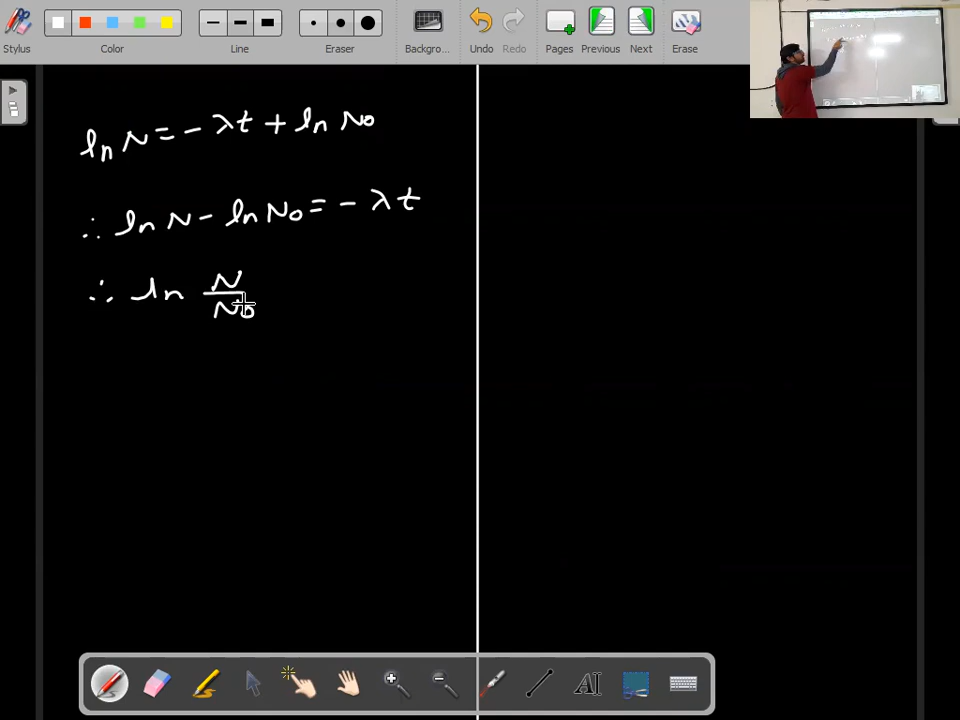 Stylus Color Line Eraser Backgro... Undo Redo Pages Previous Next Erase
ln N = - λt + ln N₀
∴ ln N - ln N₀ = - λt
∴ ln N/N₀
AI